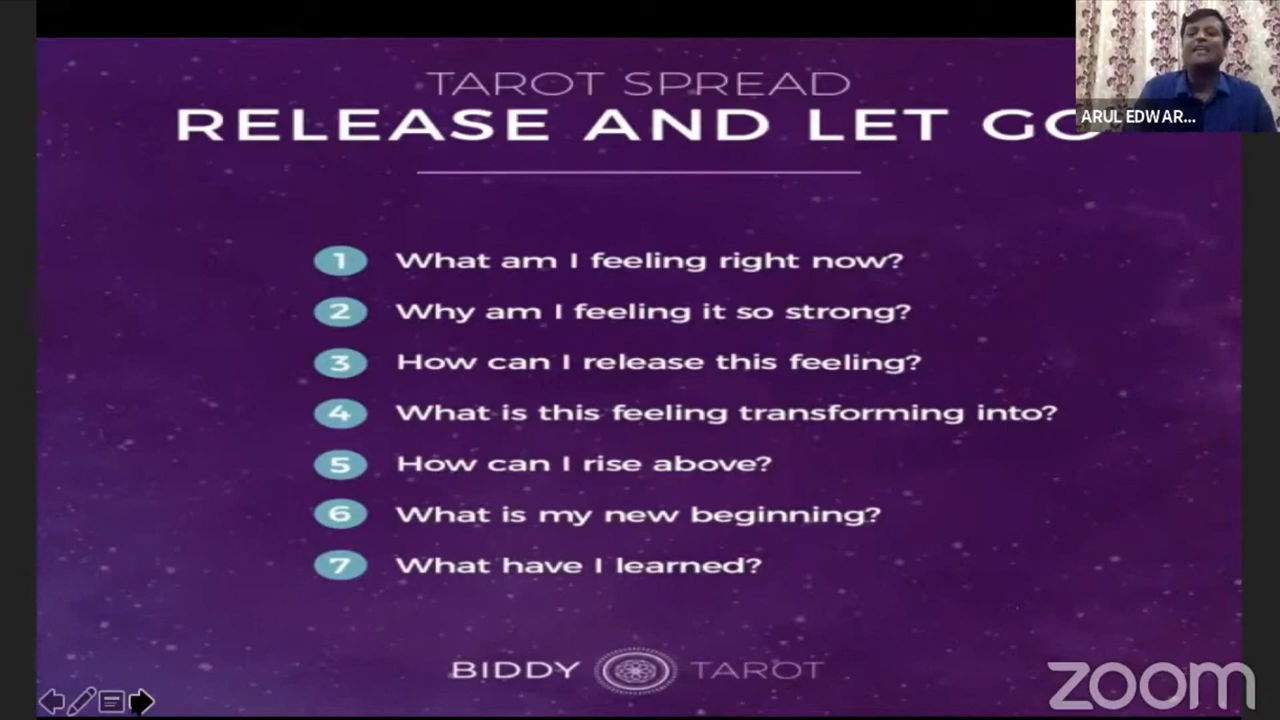 TAROT SPREAD
RELEASE AND LET GO
ARUL EDWAR...
1 What am I feeling right now?
2 Why am I feeling it so strong?
3 How can I release this feeling?
4 What is this feeling transforming into?
5 How can I rise above?
6 What is my new beginning?
7 What have I learned?
BIDDY TAROT
zoom